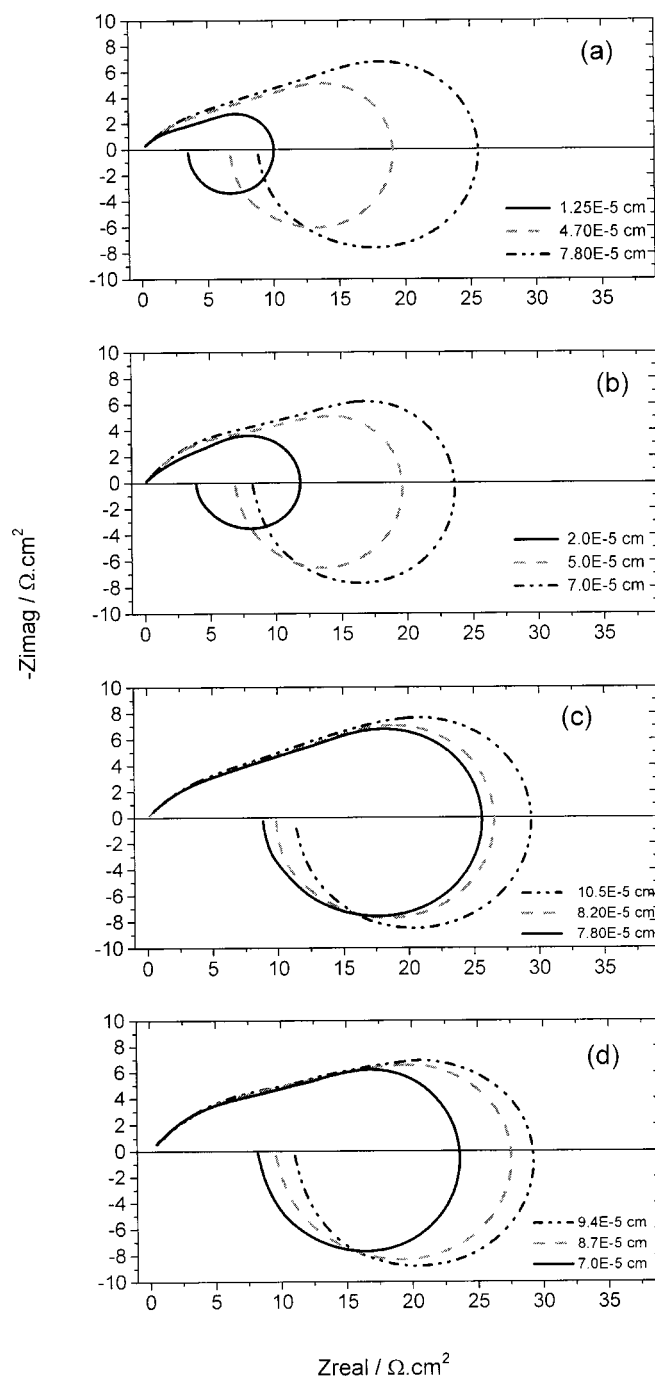 10
8
6
4
2
0
-2
-4
-6
-8
-10
(a)
1.25E-5 cm
4.70E-5 cm
7.80E-5 cm
0 5 10 15 20 25 30 35
10
8
6
4
2
0
-2
-4
-6
-8
-10
(b)
2.0E-5 cm
5.0E-5 cm
7.0E-5 cm
0 5 10 15 20 25 30 35
-Zimag / Ω.cm²
10
8
6
4
2
0
-2
-4
-6
-8
-10
(c)
10.5E-5 cm
8.20E-5 cm
7.80E-5 cm
0 5 10 15 20 25 30 35
10
8
6
4
2
0
-2
-4
-6
-8
-10
(d)
9.4E-5 cm
8.7E-5 cm
7.0E-5 cm
0 5 10 15 20 25 30 35
Zreal / Ω.cm²